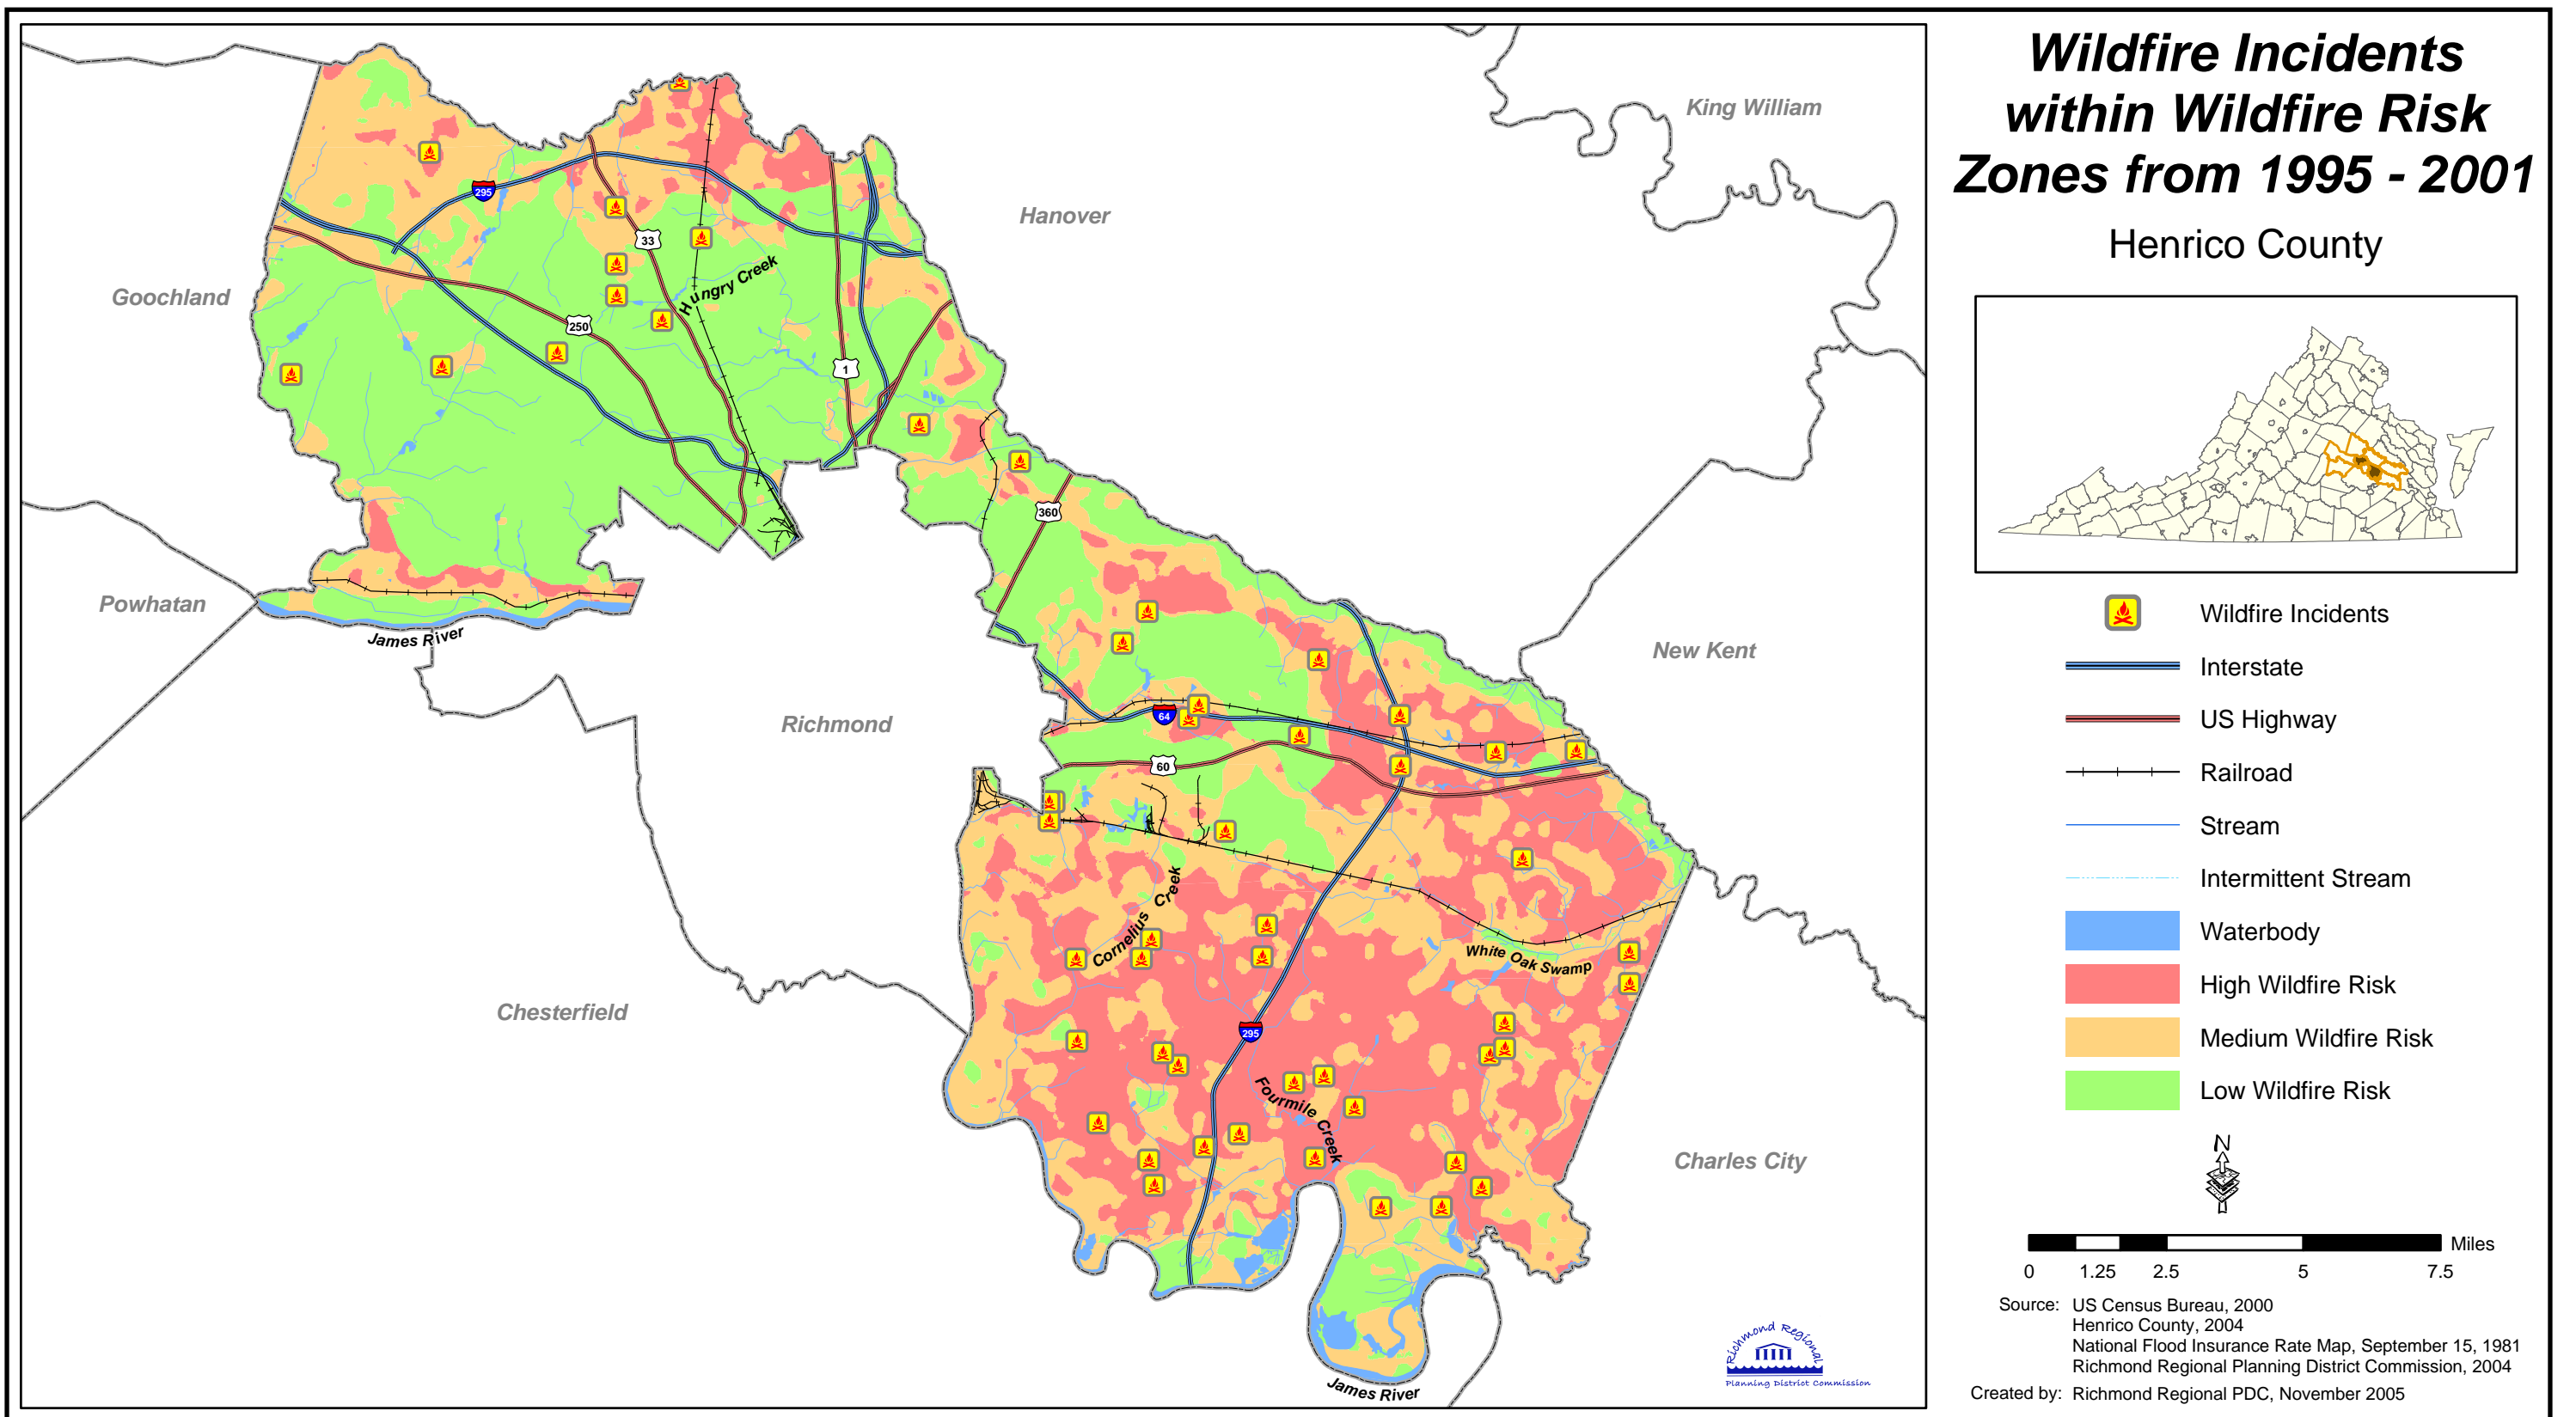 Wildfire Incidents
within Wildfire Risk
Zones from 1995 - 2001
Henrico County
King William
Hanover
Goochland
Powhatan
New Kent
Richmond
Chesterfield
Charles City
295
33
Hungry Creek
250
1
360
James River
64
60
Cornelius Creek
White Oak Swamp
295
Fourmile Creek
James River
Wildfire Incidents
Interstate
US Highway
Railroad
Stream
Intermittent Stream
Waterbody
High Wildfire Risk
Medium Wildfire Risk
Low Wildfire Risk
N
Miles
0 1.25 2.5 5 7.5
Source: US Census Bureau, 2000
Henrico County, 2004
National Flood Insurance Rate Map, September 15, 1981
Richmond Regional Planning District Commission, 2004
Created by: Richmond Regional PDC, November 2005
Richmond Regional
Planning District Commission